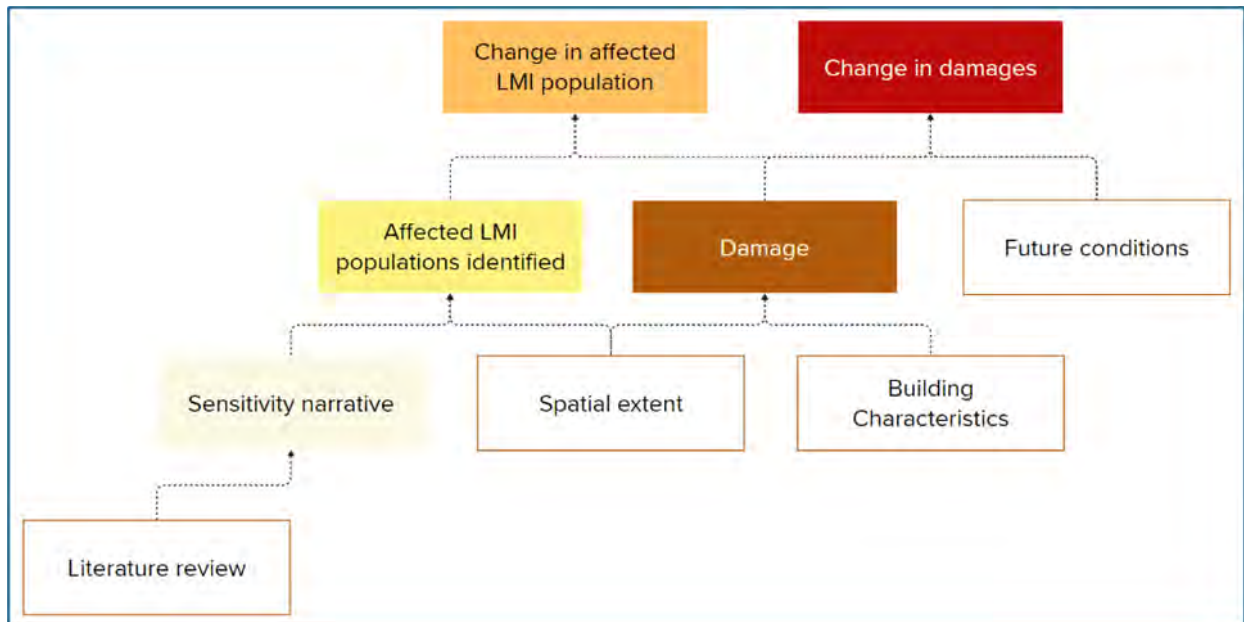 Change in affected
LMI population
Change in damages
Affected LMI
populations identified
Damage
Future conditions
Sensitivity narrative
Spatial extent
Building
Characteristics
Literature review